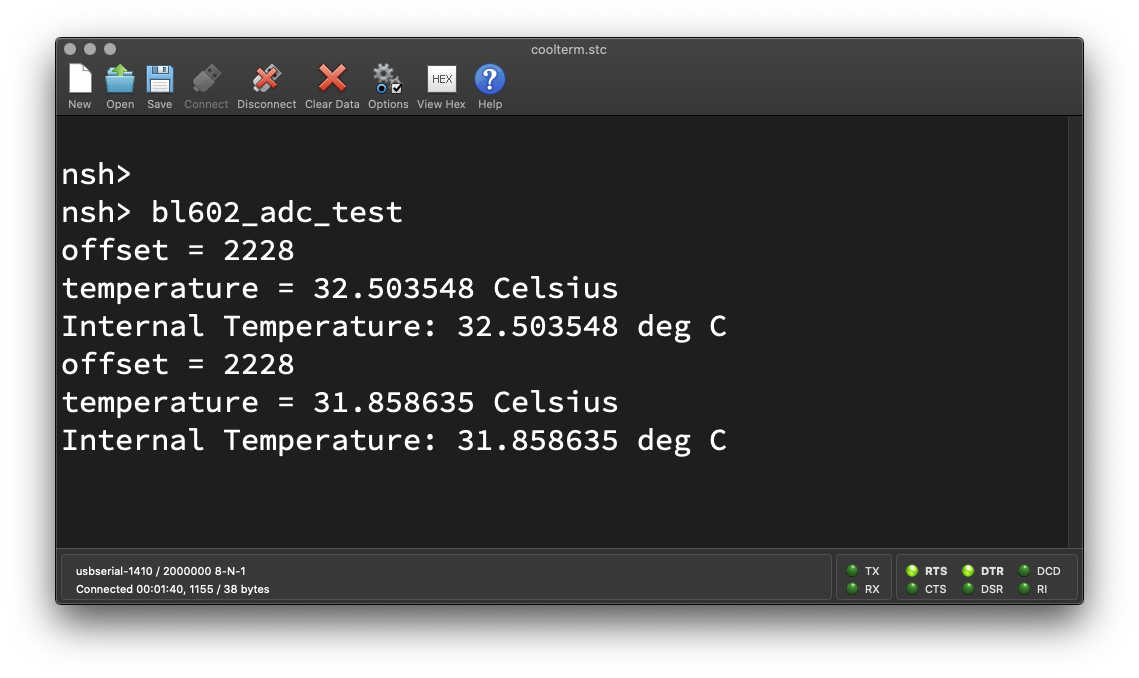 coolterm.stc
New Open Save Connect Disconnect Clear Data Options HEX View Hex ? Help
nsh>
nsh> bl602_adc_test
offset = 2228
temperature = 32.503548 Celsius
Internal Temperature: 32.503548 deg C
offset = 2228
temperature = 31.858635 Celsius
Internal Temperature: 31.858635 deg C
usbserial-1410 / 2000000 8-N-1
Connected 00:01:40, 1155 / 38 bytes
TX RTS DTR DCD
RX CTS DSR RI